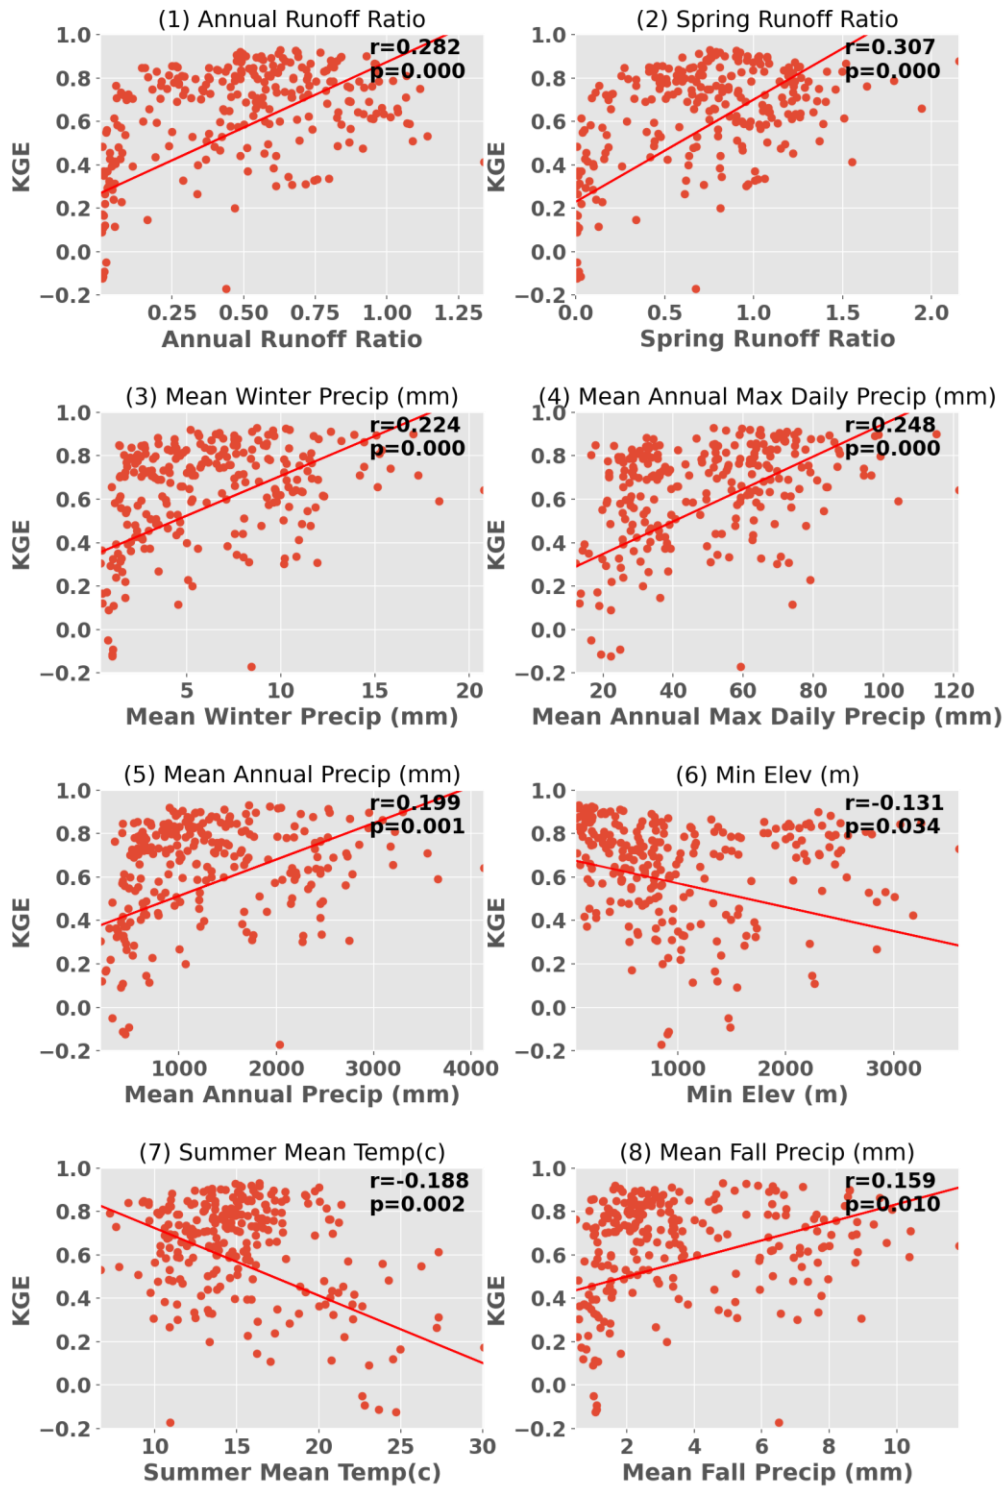 (1) Annual Runoff Ratio
r=0.282
p=0.000
KGE
1.0
0.8
0.6
0.4
0.2
0.0
−0.2
0.25 0.50 0.75 1.00 1.25
Annual Runoff Ratio
(2) Spring Runoff Ratio
r=0.307
p=0.000
KGE
1.0
0.8
0.6
0.4
0.2
0.0
−0.2
0.0 0.5 1.0 1.5 2.0
Spring Runoff Ratio
(3) Mean Winter Precip (mm)
r=0.224
p=0.000
KGE
1.0
0.8
0.6
0.4
0.2
0.0
−0.2
5 10 15 20
Mean Winter Precip (mm)
(4) Mean Annual Max Daily Precip (mm)
r=0.248
p=0.000
KGE
1.0
0.8
0.6
0.4
0.2
0.0
−0.2
20 40 60 80 100 120
Mean Annual Max Daily Precip (mm)
(5) Mean Annual Precip (mm)
r=0.199
p=0.001
KGE
1.0
0.8
0.6
0.4
0.2
0.0
−0.2
1000 2000 3000 4000
Mean Annual Precip (mm)
(6) Min Elev (m)
r=-0.131
p=0.034
KGE
1.0
0.8
0.6
0.4
0.2
0.0
−0.2
1000 2000 3000
Min Elev (m)
(7) Summer Mean Temp(c)
r=-0.188
p=0.002
KGE
1.0
0.8
0.6
0.4
0.2
0.0
−0.2
10 15 20 25 30
Summer Mean Temp(c)
(8) Mean Fall Precip (mm)
r=0.159
p=0.010
KGE
1.0
0.8
0.6
0.4
0.2
0.0
−0.2
2 4 6 8 10
Mean Fall Precip (mm)